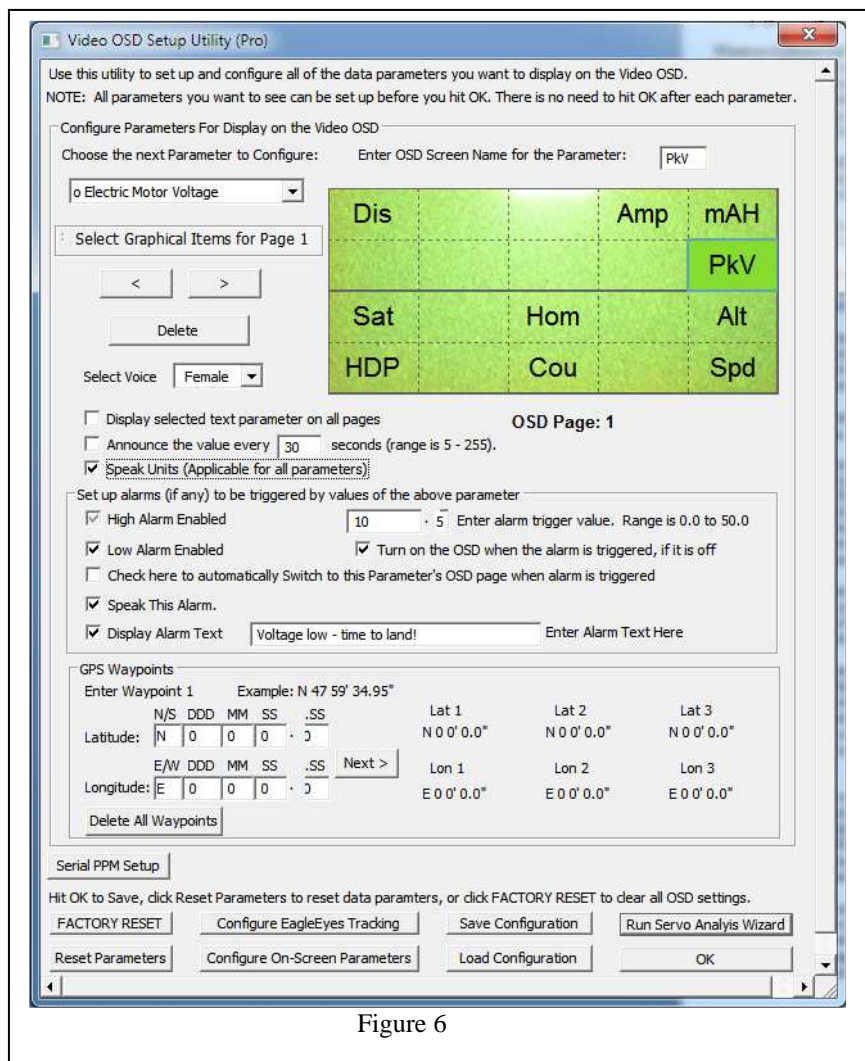 Video OSD Setup Utility (Pro)
Use this utility to set up and configure all of the data parameters you want to display on the Video OSD.
NOTE: All parameters you want to see can be set up before you hit OK. There is no need to hit OK after each parameter.
Configure Parameters For Display on the Video OSD
Choose the next Parameter to Configure: Enter OSD Screen Name for the Parameter: PkV
o Electric Motor Voltage
Dis Amp mAH
Select Graphical Items for Page 1
PkV
< >
Sat Hom Alt
Delete
HDP Cou Spd
Select Voice Female
Display selected text parameter on all pages OSD Page: 1
Announce the value every 30 seconds (range is 5 - 255).
Speak Units (Applicable for all parameters)
Set up alarms (if any) to be triggered by values of the above parameter
High Alarm Enabled 10 . 5 Enter alarm trigger value. Range is 0.0 to 50.0
Low Alarm Enabled Turn on the OSD when the alarm is triggered, if it is off
Check here to automatically Switch to this Parameter's OSD page when alarm is triggered
Speak This Alarm.
Display Alarm Text Voltage low - time to land! Enter Alarm Text Here
GPS Waypoints
Enter Waypoint 1 Example: N 47 59' 34.95"
N/S DDD MM SS .SS Lat 1 Lat 2 Lat 3
Latitude: N 0 0 0 . 0 N 0 0' 0.0" N 0 0' 0.0" N 0 0' 0.0"
E/W DDD MM SS .SS Next > Lon 1 Lon 2 Lon 3
Longitude: E 0 0 0 . 0 E 0 0' 0.0" E 0 0' 0.0" E 0 0' 0.0"
Delete All Waypoints
Serial PPM Setup
Hit OK to Save, click Reset Parameters to reset data paramters, or click FACTORY RESET to clear all OSD settings.
FACTORY RESET Configure EagleEyes Tracking Save Configuration Run Servo Analyis Wizard
Reset Parameters Configure On-Screen Parameters Load Configuration OK
Figure 6